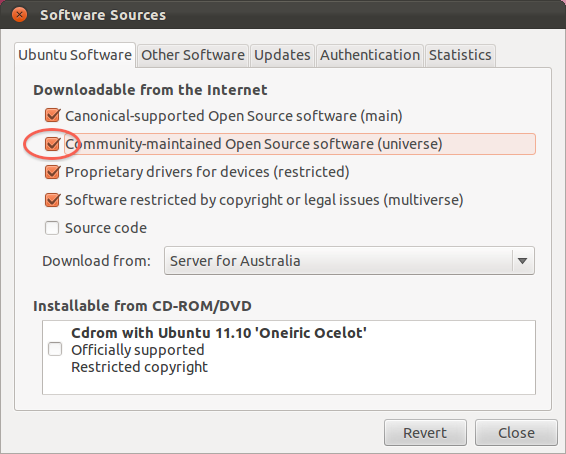 Software Sources
Ubuntu Software
Other Software
Updates
Authentication
Statistics
Downloadable from the Internet
Canonical-supported Open Source software (main)
Community-maintained Open Source software (universe)
Proprietary drivers for devices (restricted)
Software restricted by copyright or legal issues (multiverse)
Source code
Download from: Server for Australia
Installable from CD-ROM/DVD
Cdrom with Ubuntu 11.10 'Oneiric Ocelot'
Officially supported
Restricted copyright
Revert
Close